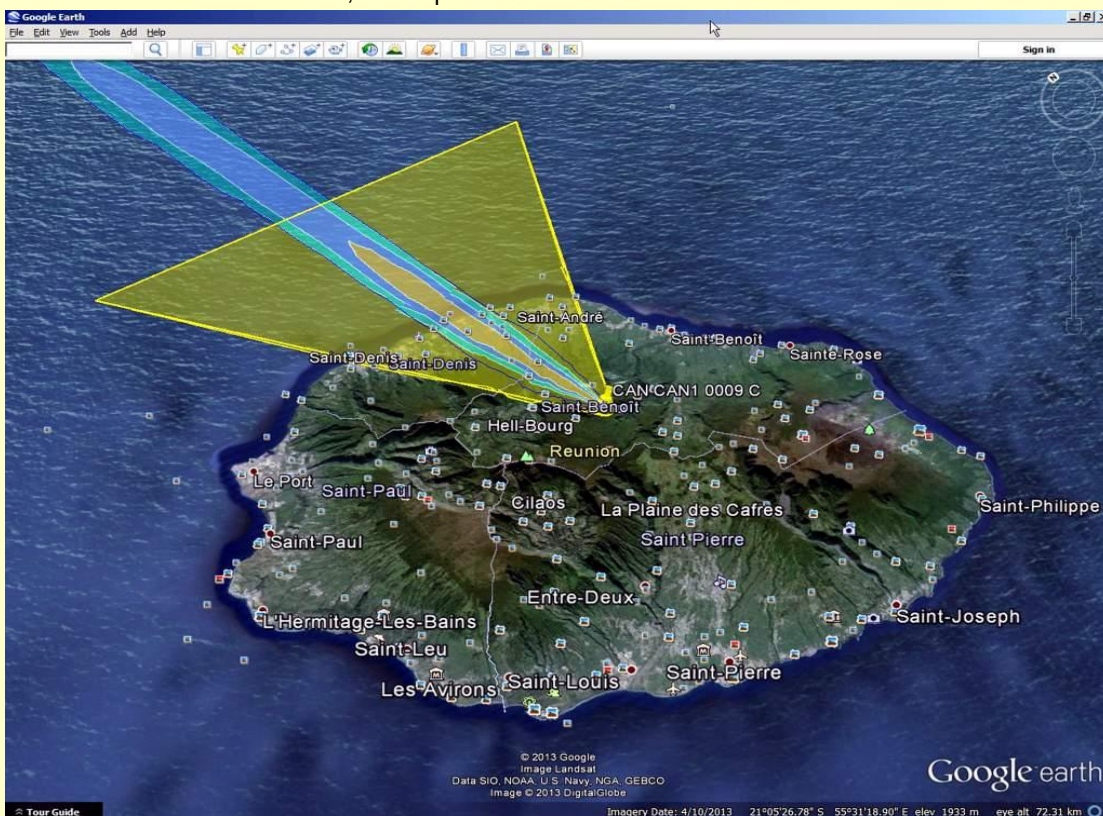 Google Earth
File Edit View Tools Add Help
Sign in
Saint-André
Saint-Benoît
Sainte-Rose
Saint-Denis
Saint-Denis
CAN CAN1 0009 C
Saint-Benoît
Hell-Bourg
Reunion
Le Port
Saint-Paul
Cilaos
La Plaine des Cafres
Saint-Philippe
Saint-Paul
Saint Pierre
Entre-Deux
Saint-Joseph
L'Hermitage-Les-Bains
Saint-Leu
Saint-Pierre
Les Avirons
Saint-Louis
© 2013 Google
Image Landsat
Data SIO, NOAA, U.S. Navy, NGA, GEBCO
Image © 2013 DigitalGlobe
Google earth
Tour Guide
Imagery Date: 4/10/2013 21°05'26.78" S 55°31'18.90" E elev 1933 m eye alt 72.31 km